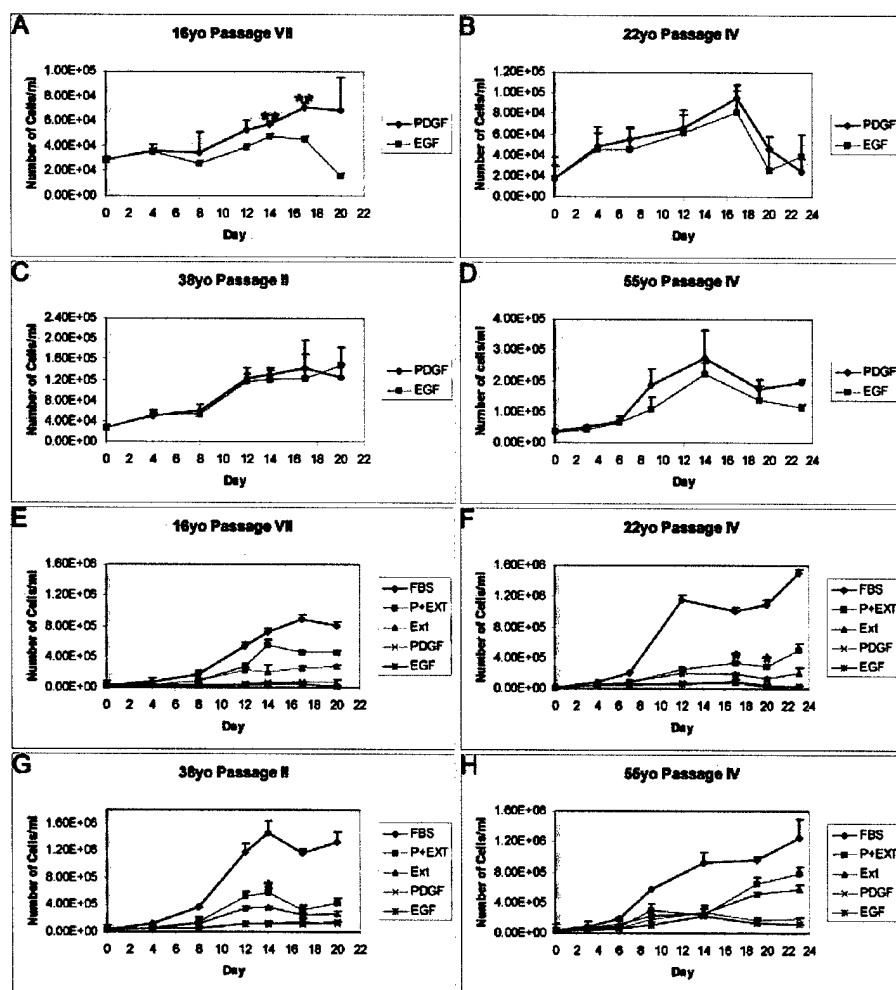 A
16yo Passage VII
Number of Cells/ml
1.00E+05
8.00E+04
6.00E+04
4.00E+04
2.00E+04
0.00E+00
**
**
PDGF
EGF
0 2 4 6 8 10 12 14 16 18 20 22
Day
B
22yo Passage IV
Number of Cells/ml
1.20E+05
1.00E+05
8.00E+04
6.00E+04
4.00E+04
2.00E+04
0.00E+00
PDGF
EGF
0 2 4 6 8 10 12 14 16 18 20 22 24
Day
C
38yo Passage II
Number of Cells/ml
2.40E+05
2.00E+05
1.60E+05
1.20E+05
8.00E+04
4.00E+04
0.00E+00
PDGF
EGF
0 2 4 6 8 10 12 14 16 18 20 22
Day
D
55yo Passage IV
Number of cells/ml
4.00E+05
3.00E+05
2.00E+05
1.00E+05
0.00E+00
PDGF
EGF
0 2 4 6 8 10 12 14 16 18 20 22 24
Day
E
16yo Passage VII
Number of Cells/ml
1.60E+06
1.20E+06
8.00E+05
4.00E+05
0.00E+00
FBS
P+EXT
Ext
PDGF
EGF
0 2 4 6 8 10 12 14 16 18 20 22
Day
F
22yo Passage IV
Number of Cells/ml
1.60E+06
1.20E+06
8.00E+05
4.00E+05
0.00E+00
*
*
FBS
P+EXT
Ext
PDGF
EGF
0 2 4 6 8 10 12 14 16 18 20 22 24
Day
G
38yo Passage II
Number of Cells/ml
1.60E+06
1.20E+06
8.00E+05
4.00E+05
0.00E+00
*
FBS
P+EXT
Ext
PDGF
EGF
0 2 4 6 8 10 12 14 16 18 20 22
Day
H
55yo Passage IV
Number of Cells/ml
1.60E+06
1.20E+06
8.00E+05
4.00E+05
0.00E+00
FBS
P+EXT
Ext
PDGF
EGF
0 2 4 6 8 10 12 14 16 18 20 22 24
Day